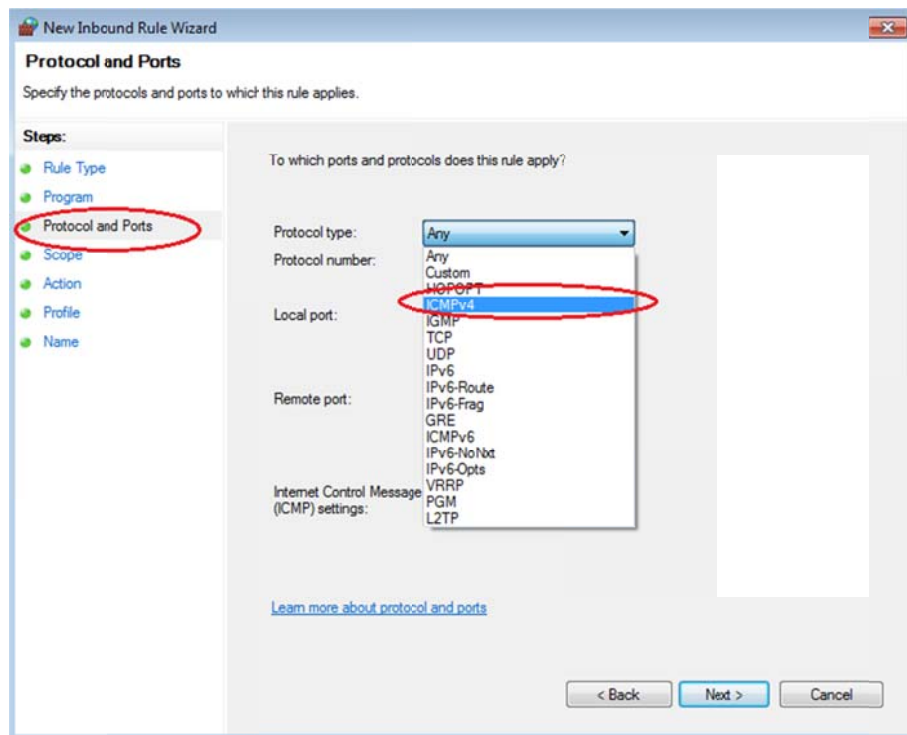 New Inbound Rule Wizard
Protocol and Ports
Specify the protocols and ports to which this rule applies.
Steps:
Rule Type
Program
Protocol and Ports
Scope
Action
Profile
Name
To which ports and protocols does this rule apply?
Protocol type:
Any
Protocol number:
Any
Custom
HOPOPT
ICMPv4
Local port:
IGMP
TCP
UDP
IPv6
IPv6-Route
Remote port:
IPv6-Frag
GRE
ICMPv6
IPv6-NoNxt
IPv6-Opts
Internet Control Message
(ICMP) settings:
VRRP
PGM
L2TP
Learn more about protocol and ports
< Back
Next >
Cancel